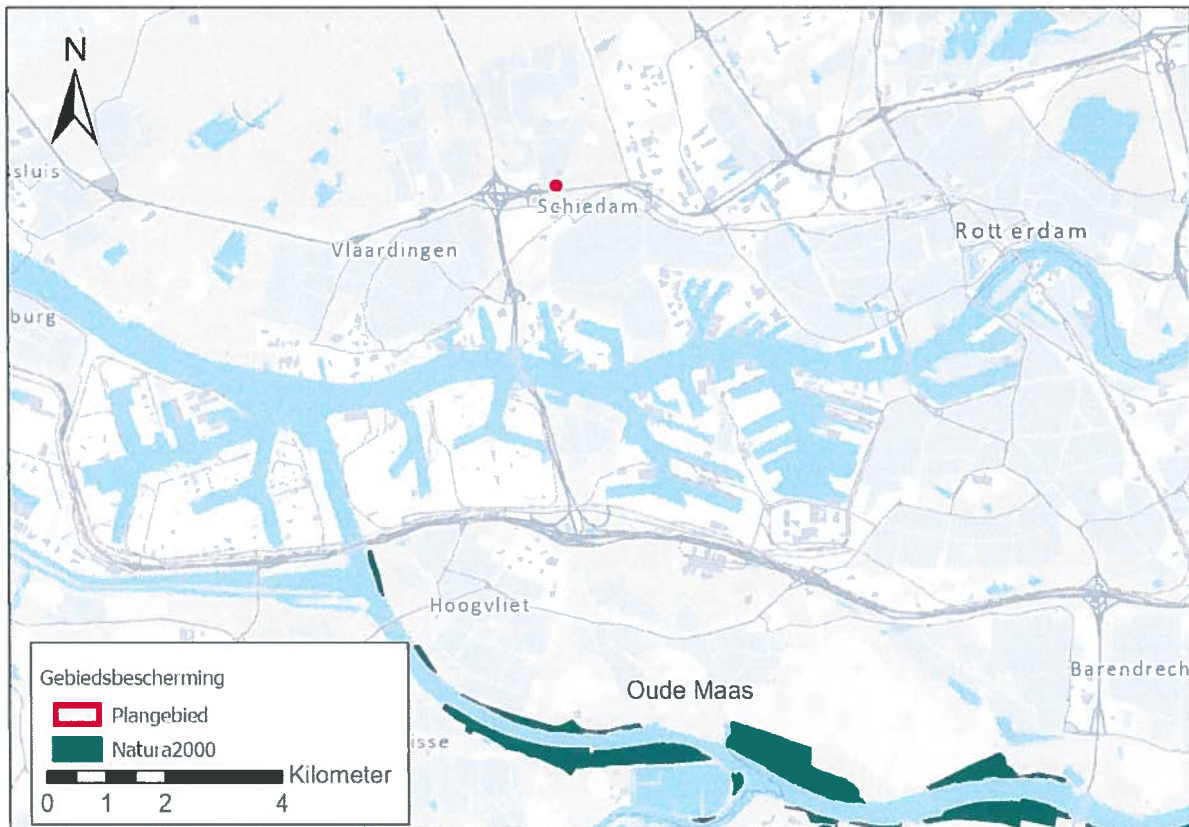 N
sluis
Schiedam
Vlaardingen
Rotterdam
burg
Hoogvliet
Barendrech
Oude Maas
isse
Gebiedsbescherming
Plangebied
Natura2000
Kilometer
0 1 2 4